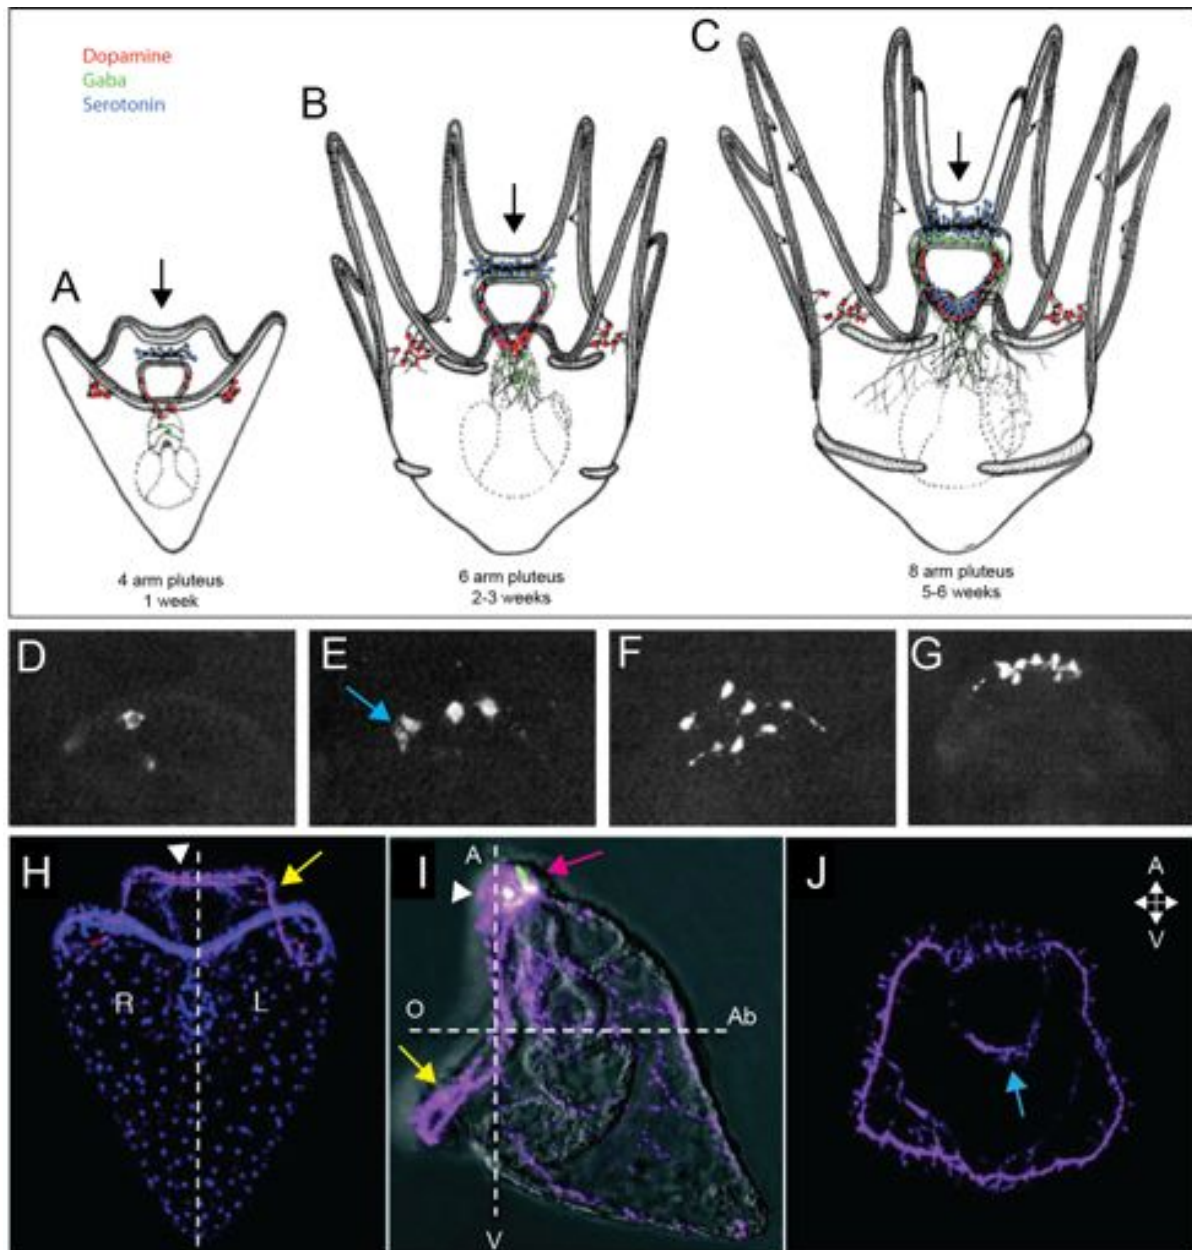 Dopamine
Gaba
Serotonin
A
B
C
4 arm pluteus
1 week
6 arm pluteus
2-3 weeks
8 arm pluteus
5-6 weeks
D
E
F
G
H
R
L
I
A
O
Ab
V
J
A
V